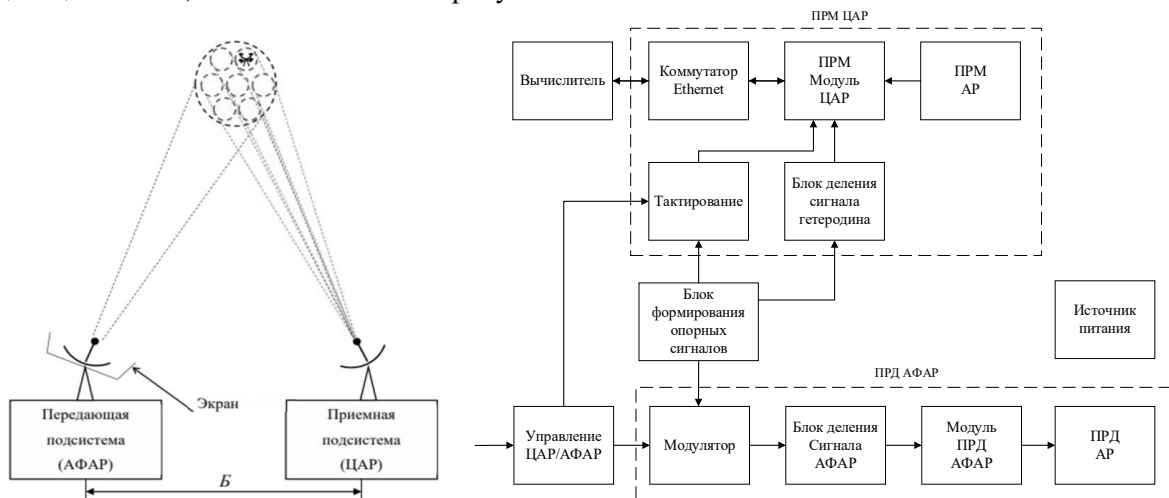 Экран
Передающая
подсистема
(АФАР)
Приемная
подсистема
(ЦАР)
Б
ПРМ ЦАР
Вычислитель
Коммутатор
Ethernet
ПРМ
Модуль
ЦАР
ПРМ
АР
Тактирование
Блок деления
сигнала
гетеродина
Блок
формирования
опорных
сигналов
Источник
питания
ПРД АФАР
Управление
ЦАР/АФАР
Модулятор
Блок деления
Сигнала
АФАР
Модуль
ПРД
АФАР
ПРД
АР